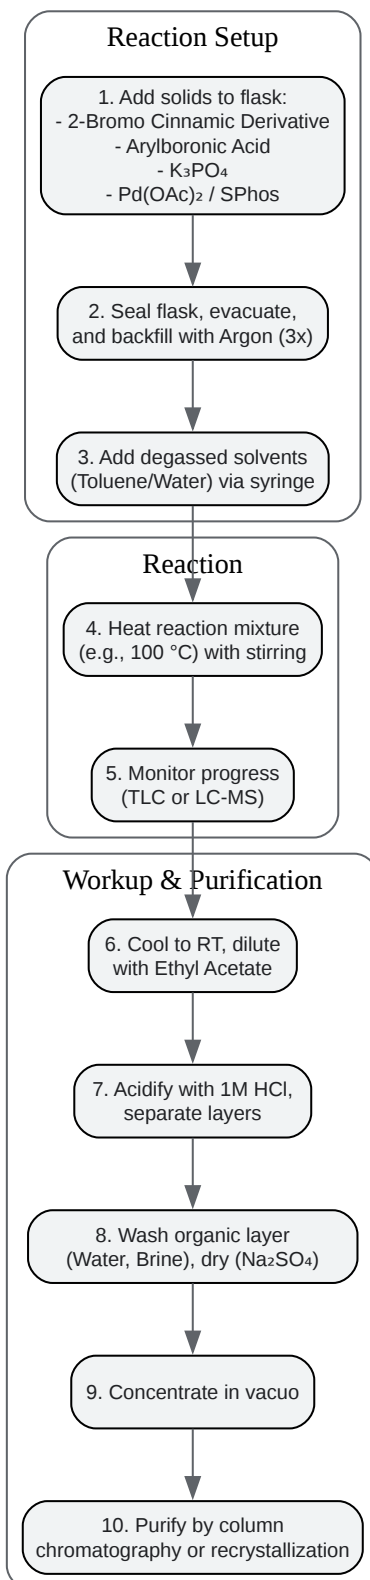 Reaction Setup
1. Add solids to flask:
- 2-Bromo Cinnamic Derivative
- Arylboronic Acid
- K₃PO₄
- Pd(OAc)₂ / SPhos
2. Seal flask, evacuate,
and backfill with Argon (3x)
3. Add degassed solvents
(Toluene/Water) via syringe
Reaction
4. Heat reaction mixture
(e.g., 100 °C) with stirring
5. Monitor progress
(TLC or LC-MS)
Workup & Purification
6. Cool to RT, dilute
with Ethyl Acetate
7. Acidify with 1M HCl,
separate layers
8. Wash organic layer
(Water, Brine), dry (Na₂SO₄)
9. Concentrate in vacuo
10. Purify by column
chromatography or recrystallization